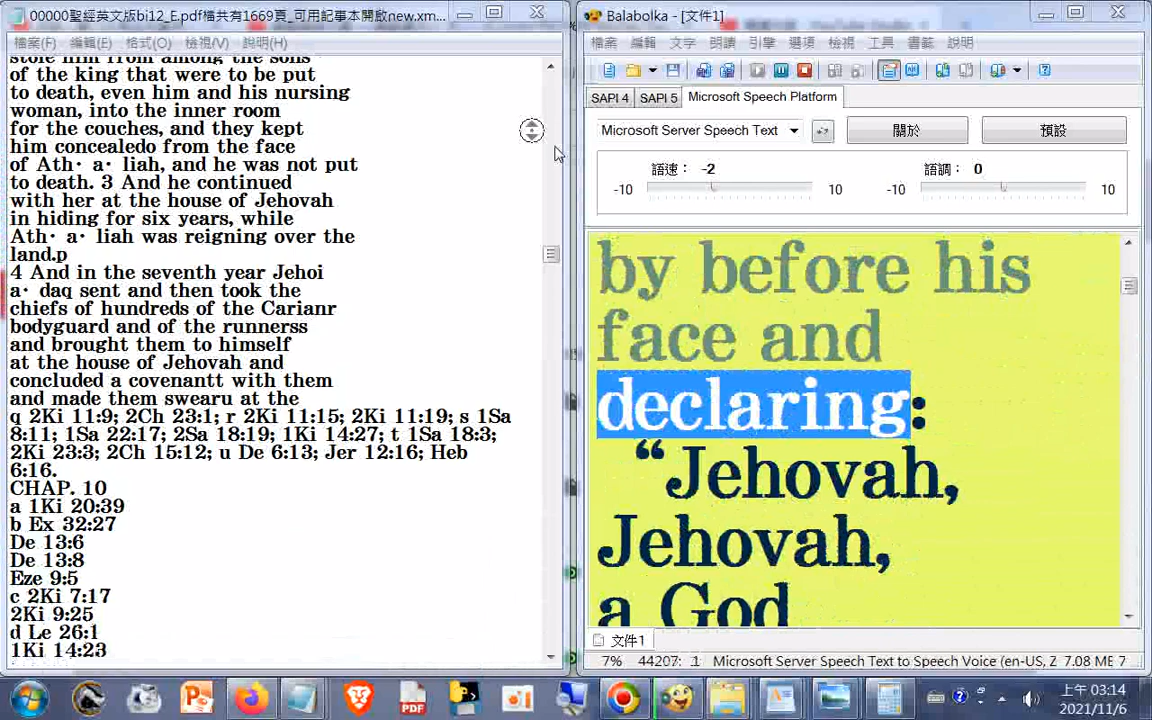 00000聖經英文版bi12_E.pdf檔共有1669頁_可用記事本開啟new.xm...
檔案(F) 編輯(E) 格式(O) 檢視(V) 說明(H)
stole him from among the sons
of the king that were to be put
to death, even him and his nursing
woman, into the inner room
for the couches, and they kept
him concealedo from the face
of Ath· a· liah, and he was not put
to death. 3 And he continued
with her at the house of Jehovah
in hiding for six years, while
Ath· a· liah was reigning over the
land.p
4 And in the seventh year Jehoi
a· daq sent and then took the
chiefs of hundreds of the Carianr
bodyguard and of the runnerss
and brought them to himself
at the house of Jehovah and
concluded a covenantt with them
and made them swearu at the
q 2Ki 11:9; 2Ch 23:1; r 2Ki 11:15; 2Ki 11:19; s 1Sa
8:11; 1Sa 22:17; 2Sa 18:19; 1Ki 14:27; t 1Sa 18:3;
2Ki 23:3; 2Ch 15:12; u De 6:13; Jer 12:16; Heb
6:16.
CHAP. 10
a 1Ki 20:39
b Ex 32:27
De 13:6
De 13:8
Eze 9:5
c 2Ki 7:17
2Ki 9:25
d Le 26:1
1Ki 14:23
Balabolka - [文件1]
檔案 編輯 文字 朗讀 引擎 選項 檢視 工具 書籤 說明
SAPI 4 SAPI 5 Microsoft Speech Platform
Microsoft Server Speech Text 關於 預設
語速： -2 語調： 0
-10 10 -10 10
by before his
face and
declaring:
“Jehovah,
Jehovah,
a God
文件1
7% 44207: 1 Microsoft Server Speech Text to Speech Voice (en-US, Z 7.08 ME 7
PDF
上午 03:14
2021/11/6